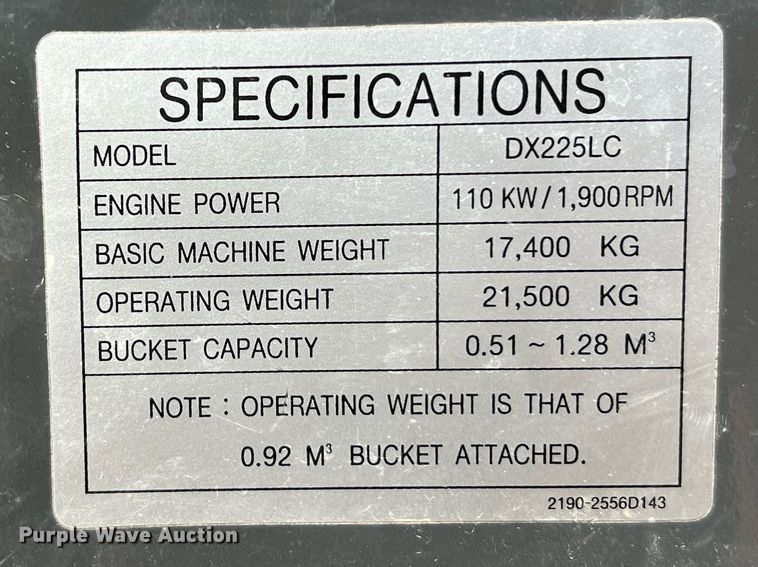 SPECIFICATIONS
MODEL DX225LC
ENGINE POWER 110 KW / 1,900 RPM
BASIC MACHINE WEIGHT 17,400 KG
OPERATING WEIGHT 21,500 KG
BUCKET CAPACITY 0.51 ~ 1.28 M³
NOTE : OPERATING WEIGHT IS THAT OF
0.92 M³ BUCKET ATTACHED.
2190-2556D143
Purple Wave Auction